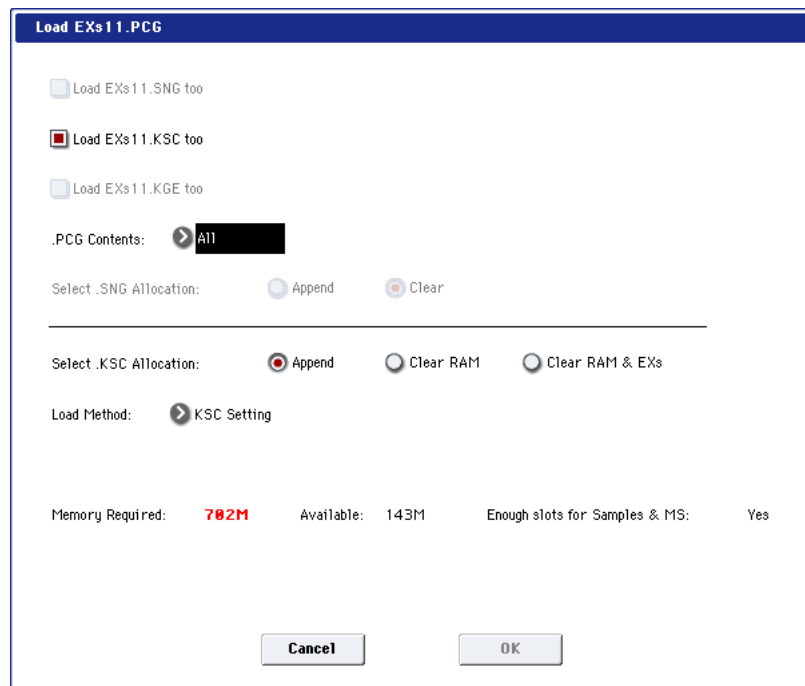 Load EXs11.PCG
Load EXs11.SNG too
Load EXs11.KSC too
Load EXs11.KGE too
.PCG Contents: All
Select .SNG Allocation: Append Clear
Select .KSC Allocation: Append Clear RAM Clear RAM & EXs
Load Method: KSC Setting
Memory Required: 702M Available: 143M Enough slots for Samples & MS: Yes
Cancel OK